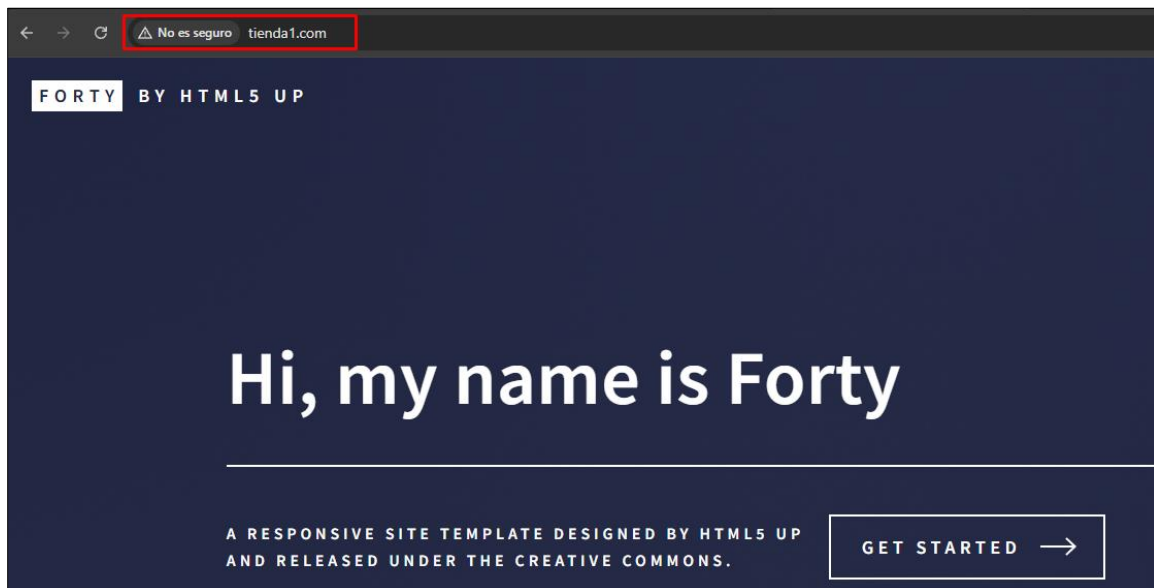 No es seguro tienda1.com
FORTY BY HTML5 UP
Hi, my name is Forty
A RESPONSIVE SITE TEMPLATE DESIGNED BY HTML5 UP
AND RELEASED UNDER THE CREATIVE COMMONS.
GET STARTED